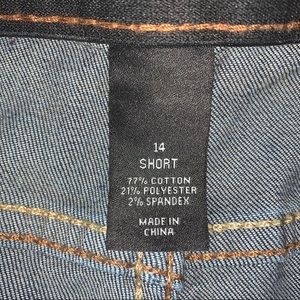 14
SHORT
77% COTTON
21% POLYESTER
2% SPANDEX
MADE IN
CHINA